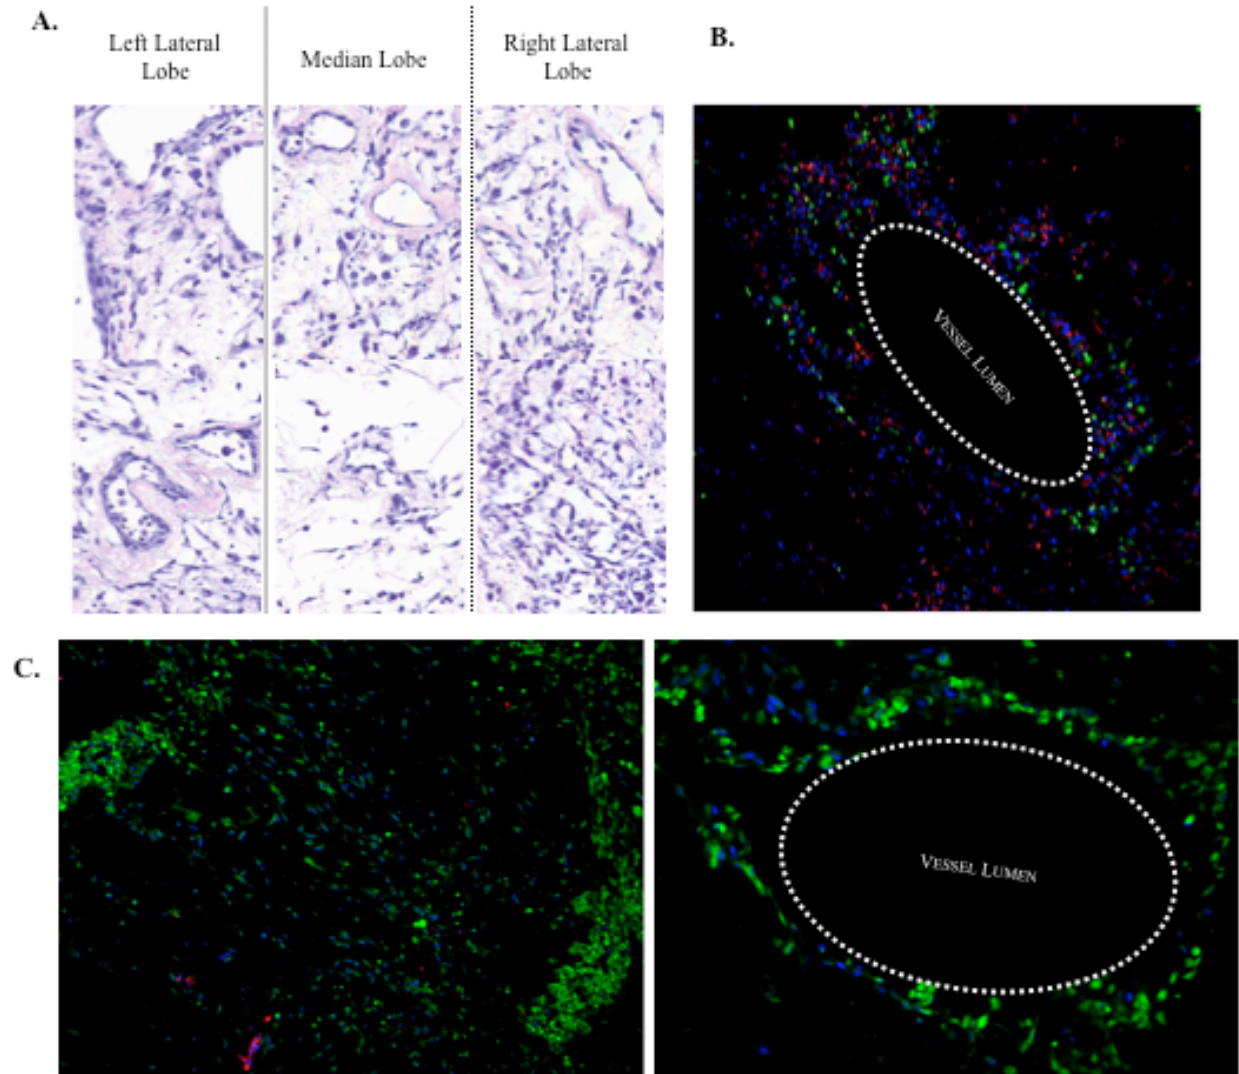 A.
Left Lateral
Lobe
Median Lobe
Right Lateral
Lobe
B.
VESSEL LUMEN
C.
VESSEL LUMEN